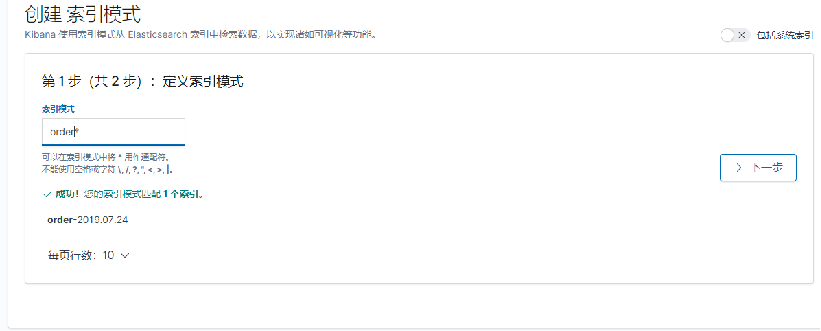 创建 索引模式
Kibana 使用索引模式从 Elasticsearch 索引中检索数据，以实现诸如可视化等功能。
包括系统索引
第 1 步（共 2 步）：定义索引模式
索引模式
order*
可以在索引模式中将 * 用作通配符。
不能使用空格或字符 \, /, ?, ", <, >, |。
下一步
成功！您的索引模式匹配 1 个索引。
order-2019.07.24
每页行数：10